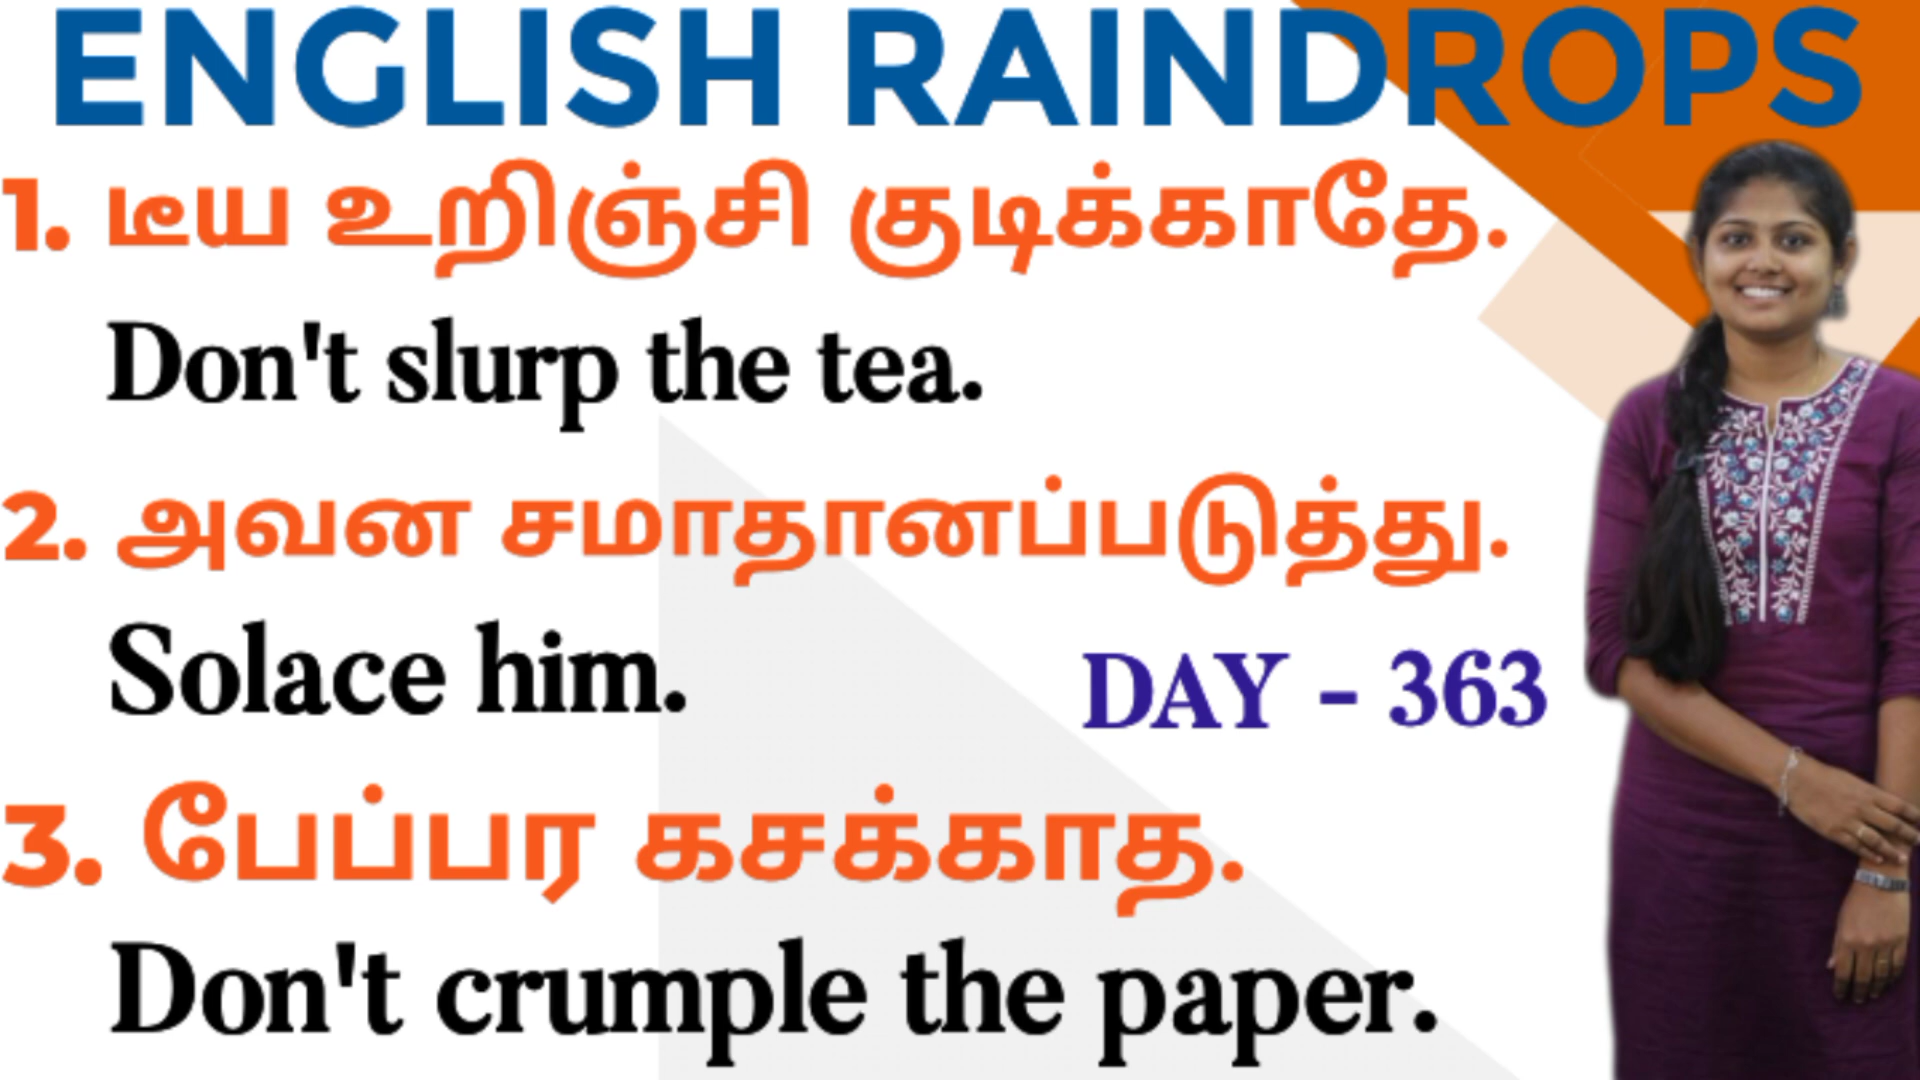 ENGLISH RAINDROPS
1. டீய உறிஞ்சி குடிக்காதே.
Don't slurp the tea.
2. அவன சமாதானப்படுத்து.
Solace him.
DAY - 363
3. பேப்பர கசக்காத.
Don't crumple the paper.